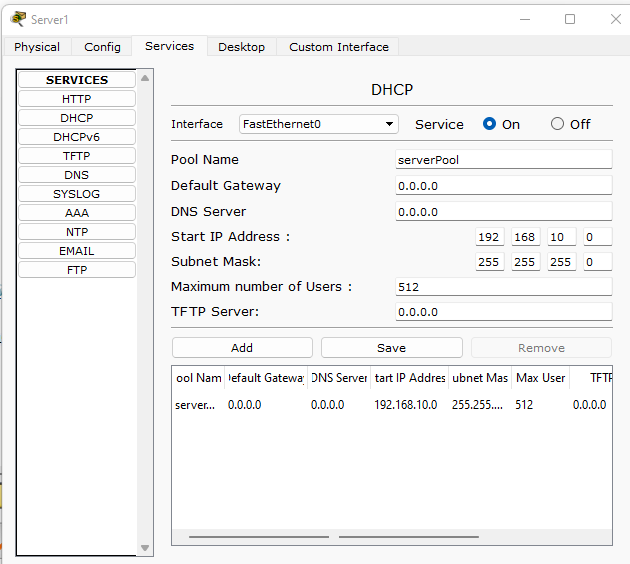 Server1
Physical Config Services Desktop Custom Interface
SERVICES
HTTP
DHCP
DHCPv6
TFTP
DNS
SYSLOG
AAA
NTP
EMAIL
FTP
DHCP
Interface FastEthernet0 Service On Off
Pool Name serverPool
Default Gateway 0.0.0.0
DNS Server 0.0.0.0
Start IP Address : 192 168 10 0
Subnet Mask: 255 255 255 0
Maximum number of Users : 512
TFTP Server: 0.0.0.0
Add Save Remove
ool Nam efault Gateway DNS Server tart IP Addres ubnet Mas Max User TFTP
server... 0.0.0.0 0.0.0.0 192.168.10.0 255.255.... 512 0.0.0.0